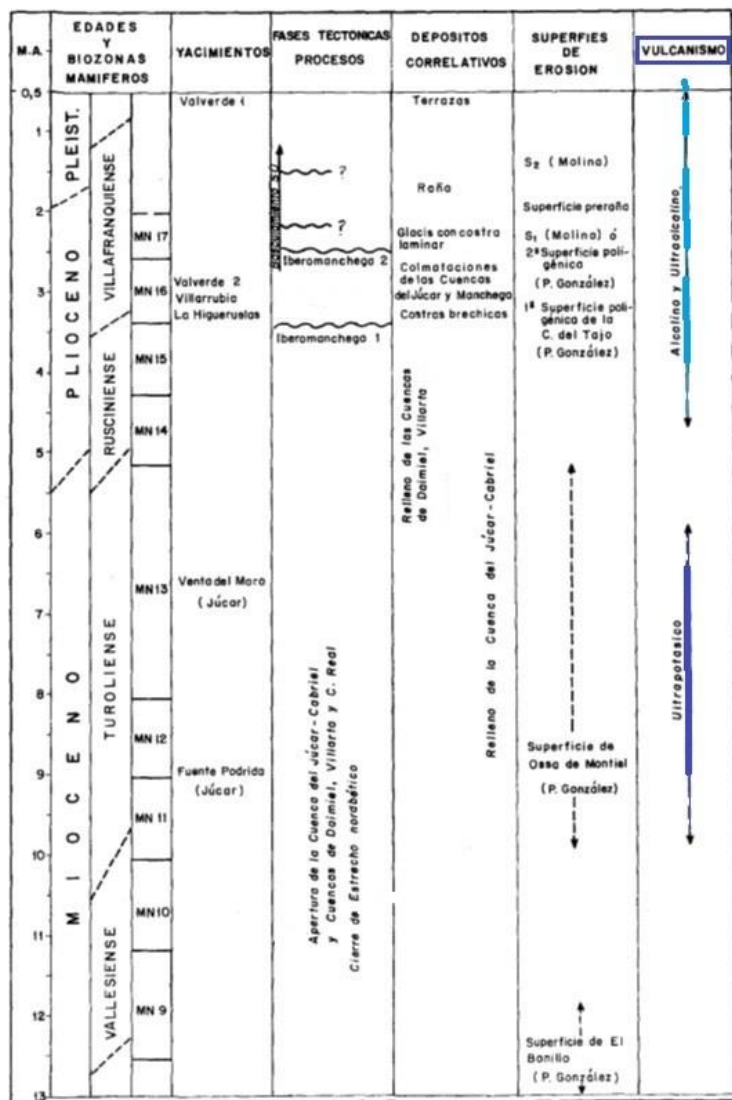 M.A.
EDADES
Y
BIOZONAS
MAMIFEROS
YACIMIENTOS
FASES TECTONICAS
PROCESOS
DEPOSITOS
CORRELATIVOS
SUPERFIES
DE
EROSION
VULCANISMO
0,5
1
2
3
4
5
6
7
8
9
10
11
12
13
PLEIST.
PLIOCENO
MIOCENO
VILLAFRANQUIENSE
RUSCINIENSE
TUROLIENSE
VALLESIENSE
MN 17
MN 16
MN 15
MN 14
MN 13
MN 12
MN 11
MN 10
MN 9
Valverde 1
Valverde 2
Villarrubia
La Higueruelas
Venta del Moro
(Júcar)
Fuente Podrida
(Júcar)
?
?
Iberomanchega 2
Iberomanchega 1
Apertura de la Cuenca del Júcar-Cabriel
y Cuencas de Daimiel, Villarta y C. Real
Cierre de Estrecho nordbético
Terrazas
Raña
Glacis con costra
laminar
Colmataciones
de las Cuencas
del Júcar y Manchega
Costras brechicas
Relleno de las Cuencas
de Daimiel, Villarta
Relleno de la Cuenca del Júcar-Cabriel
S₂ (Molina)
Superficie preraña
S₁ (Molina) ó
2ª Superficie poli-
génica
(P. González)
1ª Superficie poli-
génica de la
C. del Tajo
(P. González)
Superficie de
Ossa de Montiel
(P. González)
Superficie de El
Bonillo
(P. González)
Alcalino y Ultraalcalino,
Ultrapotasico